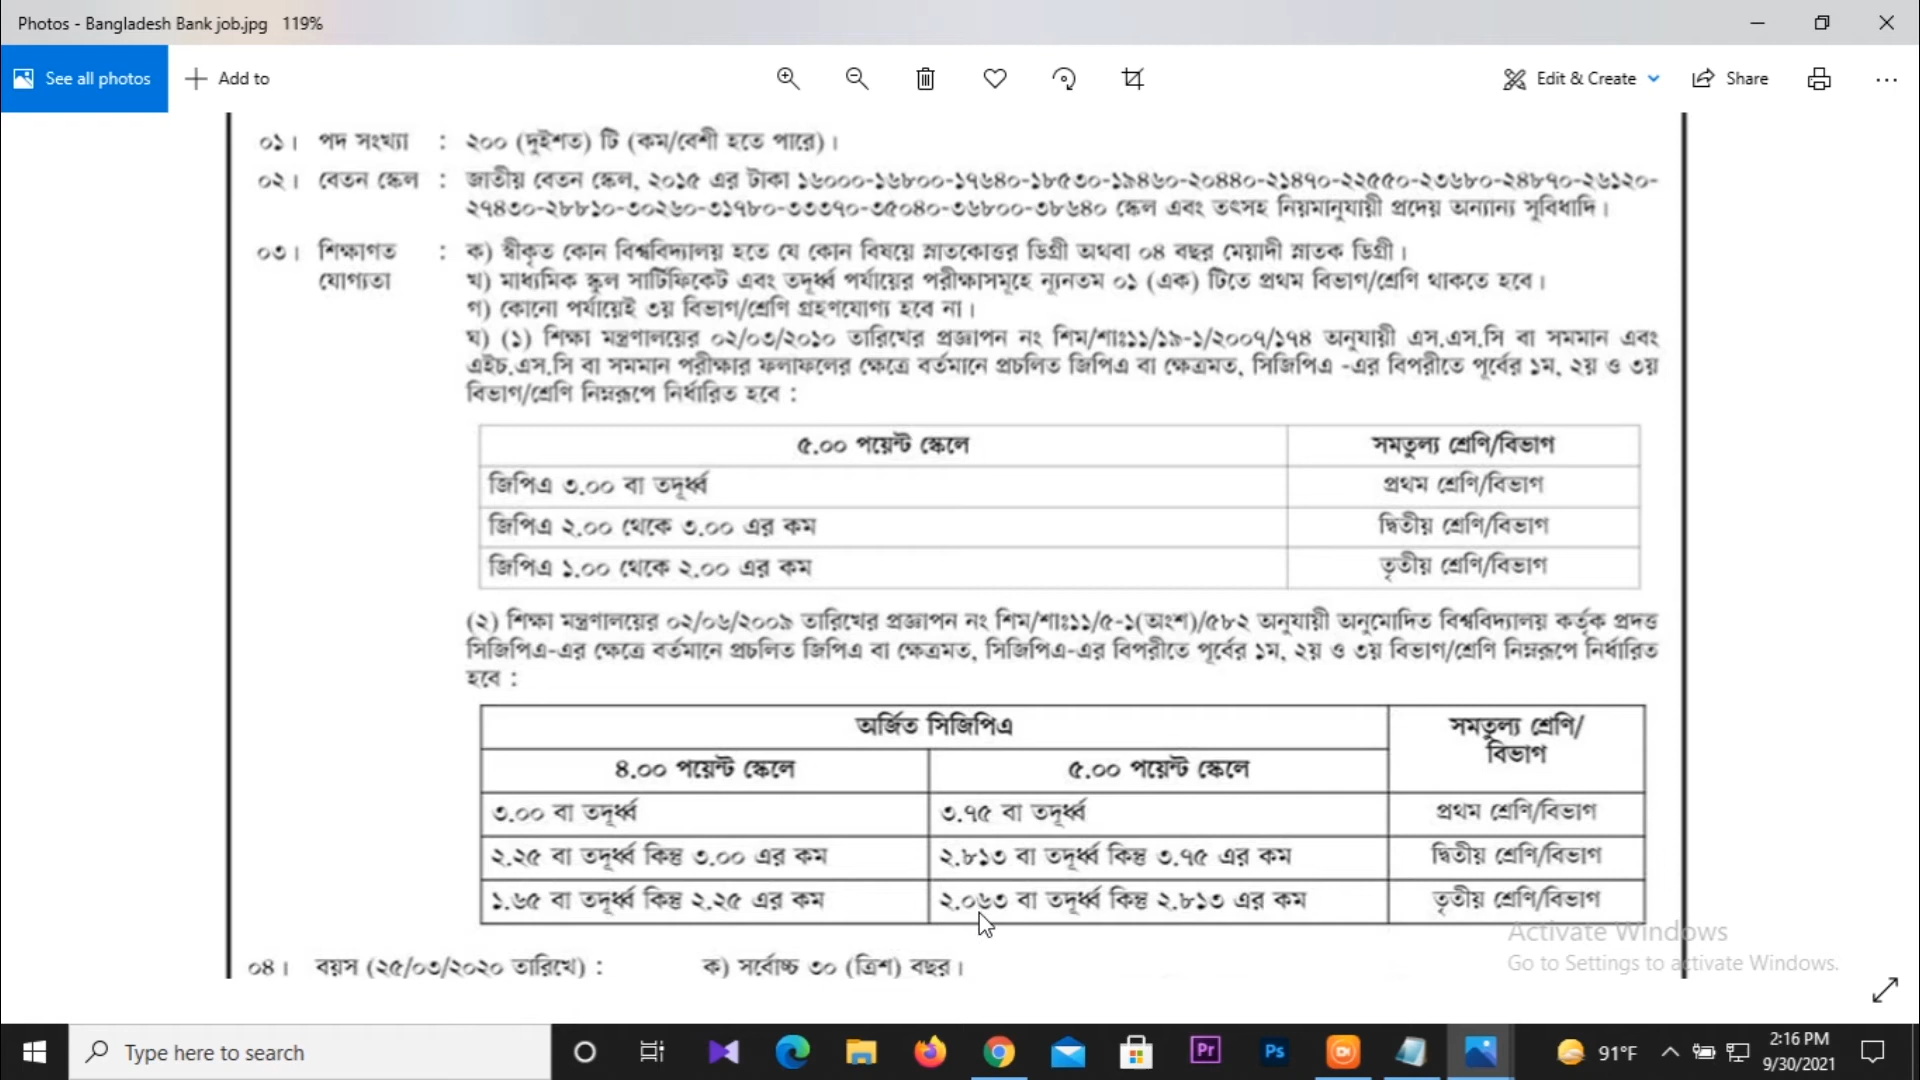 Photos - Bangladesh Bank job.jpg 119%
See all photos
Add to
Edit & Create
Share
০১। পদ সংখ্যা : ২০০ (দুইশত) টি (কম/বেশী হতে পারে)।
০২। বেতন স্কেল : জাতীয় বেতন স্কেল, ২০১৫ এর টাকা ১৬০০০-১৬৮০০-১৭৬৪০-১৮৫৩০-১৯৪৬০-২০৪৪০-২১৪৭০-২২৫৫০-২৩৬৮০-২৪৮৭০-২৬১২০-
২৭৪৩০-২৮৮১০-৩০২৬০-৩১৭৮০-৩৩৩৭০-৩৫০৪০-৩৬৮০০-৩৮৬৪০ স্কেল এবং তৎসহ নিয়মানুযায়ী প্রদেয় অন্যান্য সুবিধাদি।
০৩। শিক্ষাগত : ক) স্বীকৃত কোন বিশ্ববিদ্যালয় হতে যে কোন বিষয়ে স্নাতকোত্তর ডিগ্রী অথবা ০৪ বছর মেয়াদী স্নাতক ডিগ্রী।
যোগ্যতা খ) মাধ্যমিক স্কুল সার্টিফিকেট এবং তদূর্ধ্ব পর্যায়ের পরীক্ষাসমূহে ন্যূনতম ০১ (এক) টিতে প্রথম বিভাগ/শ্রেণি থাকতে হবে।
গ) কোনো পর্যায়েই ৩য় বিভাগ/শ্রেণি গ্রহণযোগ্য হবে না।
ঘ) (১) শিক্ষা মন্ত্রণালয়ের ০২/০৩/২০১০ তারিখের প্রজ্ঞাপন নং শিম/শাঃ১১/১৯-১/২০০৭/১৭৪ অনুযায়ী এস.এস.সি বা সমমান এবং
এইচ.এস.সি বা সমমান পরীক্ষার ফলাফলের ক্ষেত্রে বর্তমানে প্রচলিত জিপিএ বা ক্ষেত্রমত, সিজিপিএ -এর বিপরীতে পূর্বের ১ম, ২য় ও ৩য়
বিভাগ/শ্রেণি নিম্নরূপে নির্ধারিত হবে :
৫.০০ পয়েন্ট স্কেলে সমতুল্য শ্রেণি/বিভাগ
জিপিএ ৩.০০ বা তদূর্ধ্ব প্রথম শ্রেণি/বিভাগ
জিপিএ ২.০০ থেকে ৩.০০ এর কম দ্বিতীয় শ্রেণি/বিভাগ
জিপিএ ১.০০ থেকে ২.০০ এর কম তৃতীয় শ্রেণি/বিভাগ
(২) শিক্ষা মন্ত্রণালয়ের ০২/০৬/২০০৯ তারিখের প্রজ্ঞাপন নং শিম/শাঃ১১/৫-১(অংশ)/৫৮২ অনুযায়ী অনুমোদিত বিশ্ববিদ্যালয় কর্তৃক প্রদত্ত
সিজিপিএ-এর ক্ষেত্রে বর্তমানে প্রচলিত জিপিএ বা ক্ষেত্রমত, সিজিপিএ-এর বিপরীতে পূর্বের ১ম, ২য় ও ৩য় বিভাগ/শ্রেণি নিম্নরূপে নির্ধারিত
হবে :
অর্জিত সিজিপিএ সমতুল্য শ্রেণি/
বিভাগ
৪.০০ পয়েন্ট স্কেলে ৫.০০ পয়েন্ট স্কেলে
৩.০০ বা তদূর্ধ্ব ৩.৭৫ বা তদূর্ধ্ব প্রথম শ্রেণি/বিভাগ
২.২৫ বা তদূর্ধ্ব কিন্তু ৩.০০ এর কম ২.৮১৩ বা তদূর্ধ্ব কিন্তু ৩.৭৫ এর কম দ্বিতীয় শ্রেণি/বিভাগ
১.৬৫ বা তদূর্ধ্ব কিন্তু ২.২৫ এর কম ২.০৬৩ বা তদূর্ধ্ব কিন্তু ২.৮১৩ এর কম তৃতীয় শ্রেণি/বিভাগ
০৪। বয়স (২৫/০৩/২০২০ তারিখে) : ক) সর্বোচ্চ ৩০ (ত্রিশ) বছর।
Activate Windows
Go to Settings to activate Windows.
Type here to search
Pr
Ps
91°F
2:16 PM
9/30/2021